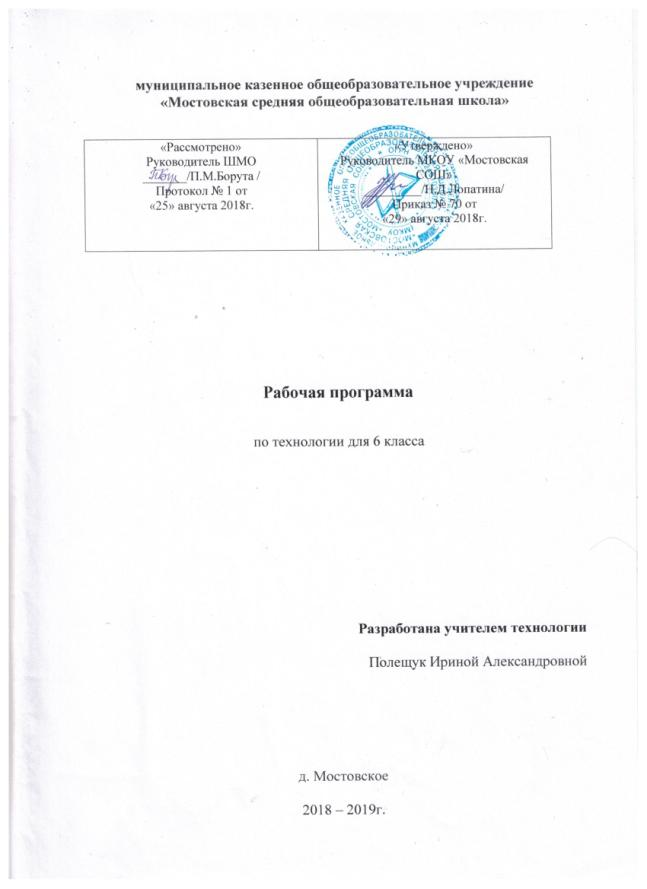 муниципальное казенное общеобразовательное учреждение
«Мостовская средняя общеобразовательная школа»
«Рассмотрено»
Руководитель ШМО
/П.М.Борута /
Протокол № 1 от
«25» августа 2018г.
«Утверждено»
Руководитель МКОУ «Мостовская
СОШ»
/Н.Д.Лопатина/
Приказ № 70 от
«29» августа 2018г.
Рабочая программа
по технологии для 6 класса
Разработана учителем технологии
Полещук Ириной Александровной
д. Мостовское
2018 – 2019г.